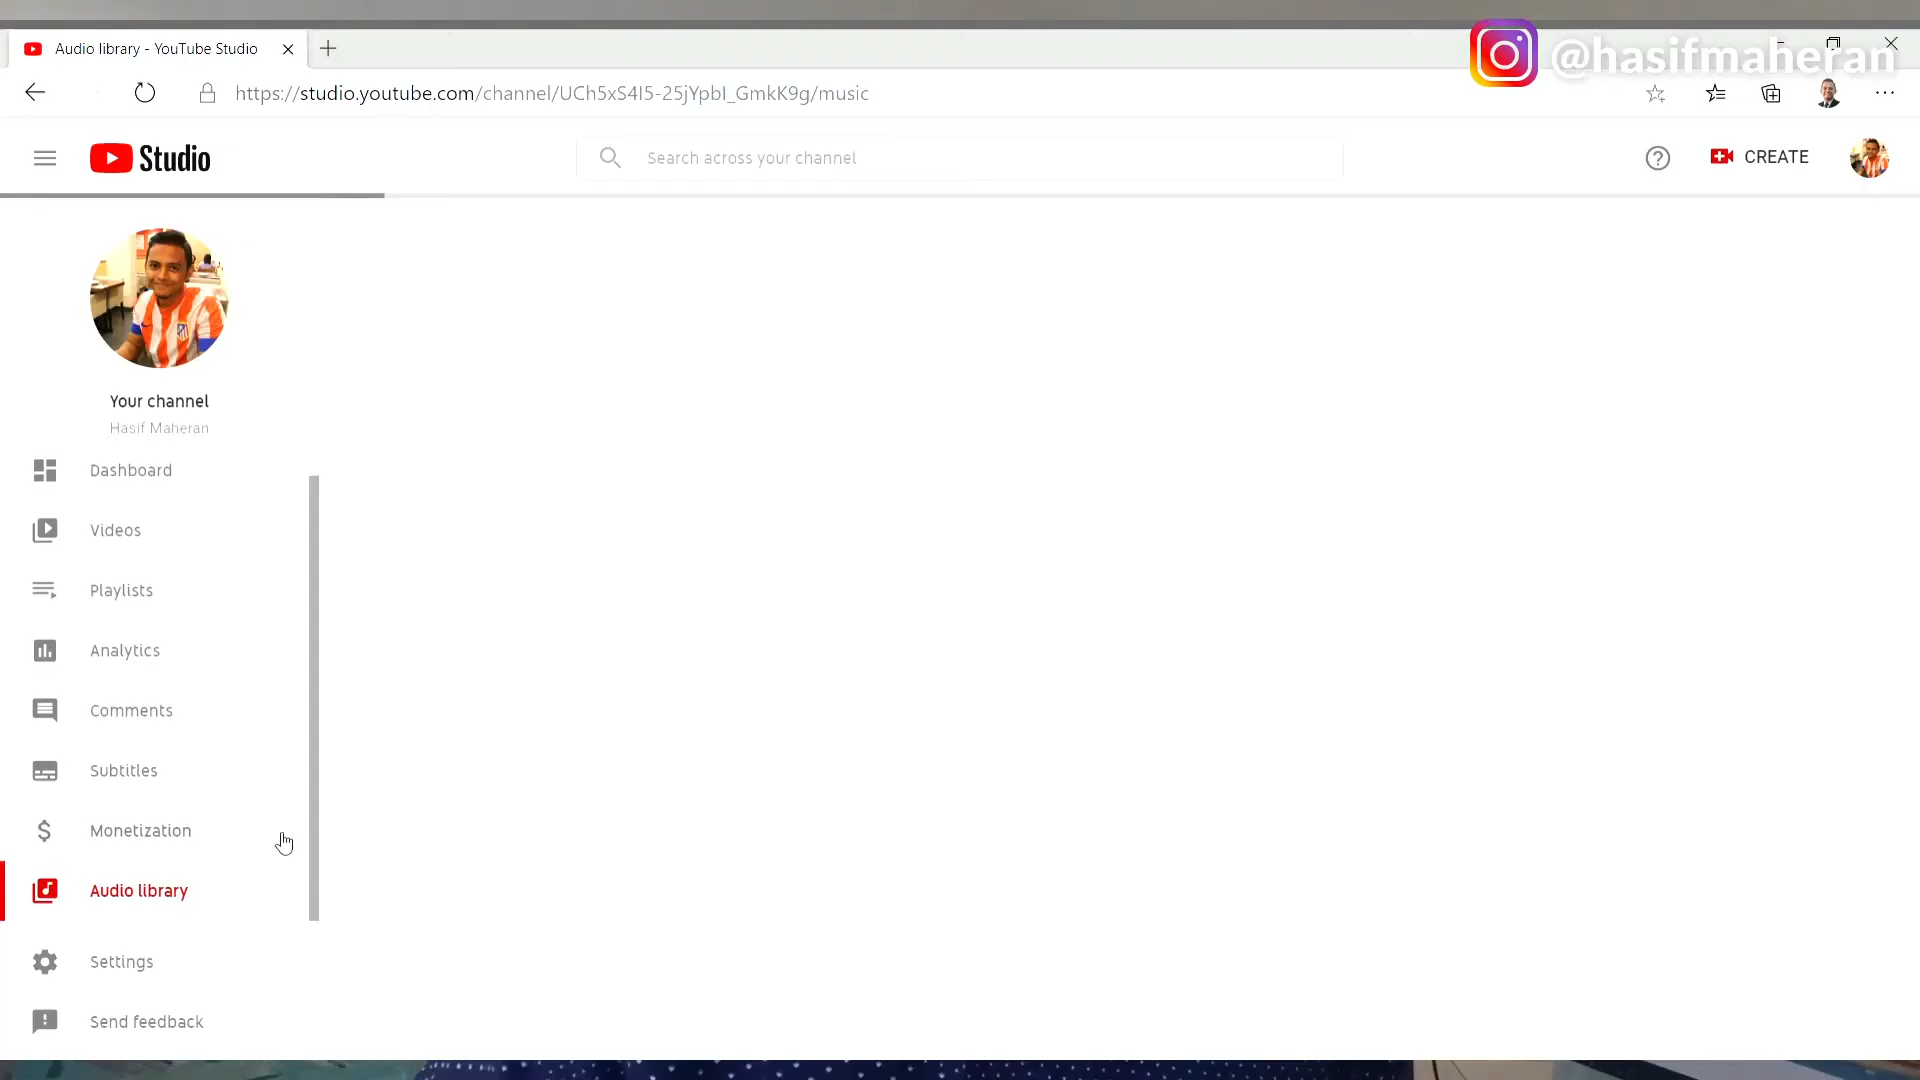 Audio library - YouTube Studio
@hasifmaheran
https://studio.youtube.com/channel/UCh5xS4I5-25jYpbI_GmkK9g/music
Studio
Search across your channel
CREATE
Your channel
Hasif Maheran
Dashboard
Videos
Playlists
Analytics
Comments
Subtitles
Monetization
Audio library
Settings
Send feedback